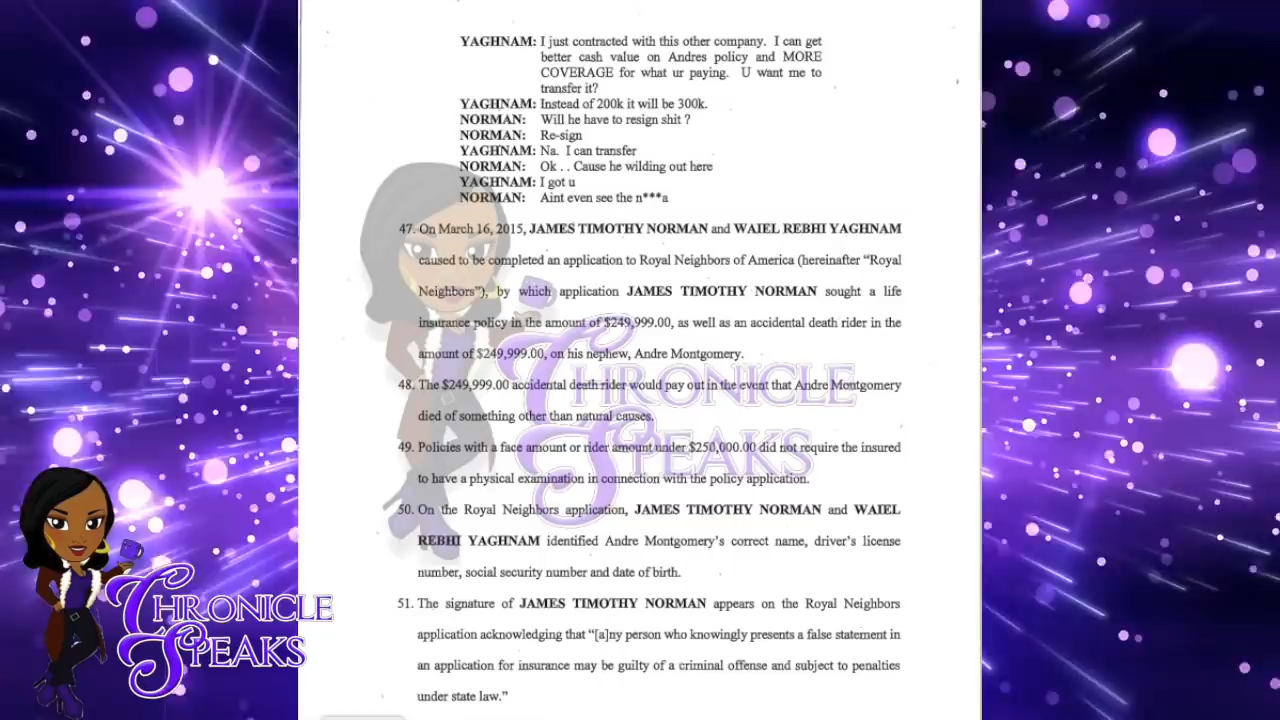 YAGHNAM: I just contracted with this other company. I can get
better cash value on Andres policy and MORE
COVERAGE for what ur paying. U want me to
transfer it?
YAGHNAM: Instead of 200k it will be 300k.
NORMAN: Will he have to resign shit ?
NORMAN: Re-sign
YAGHNAM: Na. I can transfer
NORMAN: Ok . . Cause he wilding out here
YAGHNAM: I got u
NORMAN: Aint even see the n***a
47. On March 16, 2015, JAMES TIMOTHY NORMAN and WAIEL REBHI YAGHNAM
caused to be completed an application to Royal Neighbors of America (hereinafter “Royal
Neighbors”), by which application JAMES TIMOTHY NORMAN sought a life
insurance policy in the amount of $249,999.00, as well as an accidental death rider in the
amount of $249,999.00, on his nephew, Andre Montgomery.
48. The $249,999.00 accidental death rider would pay out in the event that Andre Montgomery
died of something other than natural causes.
49. Policies with a face amount or rider amount under $250,000.00 did not require the insured
to have a physical examination in connection with the policy application.
50. On the Royal Neighbors application, JAMES TIMOTHY NORMAN and WAIEL
REBHI YAGHNAM identified Andre Montgomery’s correct name, driver’s license
number, social security number and date of birth.
51. The signature of JAMES TIMOTHY NORMAN appears on the Royal Neighbors
application acknowledging that “[a]ny person who knowingly presents a false statement in
an application for insurance may be guilty of a criminal offense and subject to penalties
under state law.”
CHRONICLE
SPEAKS
CHRONICLE
SPEAKS